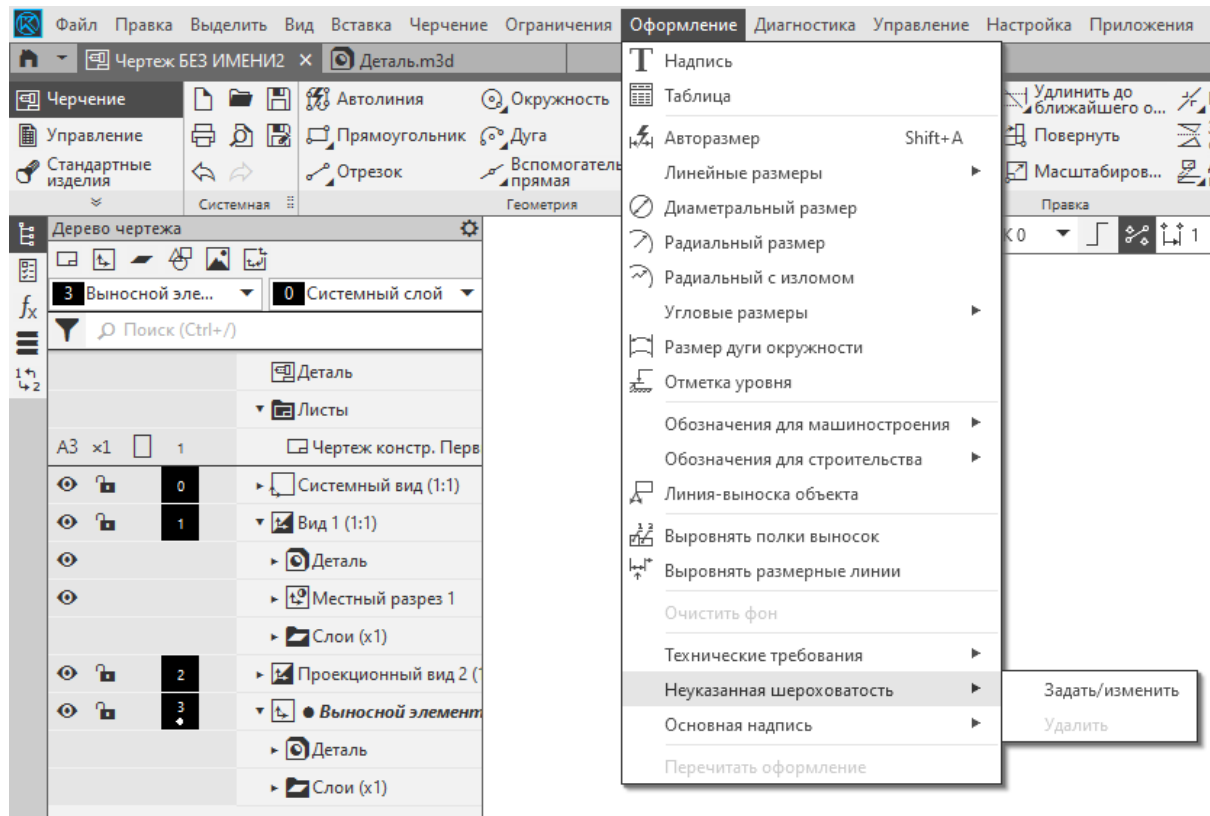 Файл Правка Выделить Вид Вставка Черчение Ограничения Оформление Диагностика Управление Настройка Приложения
Чертеж БЕЗ ИМЕНИ2 Деталь.m3d
Черчение
Управление
Стандартные
изделия
Автолиния
Прямоугольник
Отрезок
Окружность
Дуга
Вспомогатель
прямая
Системная
Геометрия
Удлинить до
ближайшего о...
Повернуть
Масштабиров...
Правка
Дерево чертежа
3 Выносной эле...
0 Системный слой
Поиск (Ctrl+/)
Деталь
Листы
А3 ×1 1 Чертеж констр. Перв
0 Системный вид (1:1)
1 Вид 1 (1:1)
Деталь
Местный разрез 1
Слои (x1)
2 Проекционный вид 2 (
3 Выносной элемент
Деталь
Слои (x1)
Надпись
Таблица
Авторазмер Shift+A
Линейные размеры
Диаметральный размер
Радиальный размер
Радиальный с изломом
Угловые размеры
Размер дуги окружности
Отметка уровня
Обозначения для машиностроения
Обозначения для строительства
Линия-выноска объекта
Выровнять полки выносок
Выровнять размерные линии
Очистить фон
Технические требования
Неуказанная шероховатость
Основная надпись
Перечитать оформление
Задать/изменить
Удалить
0
1